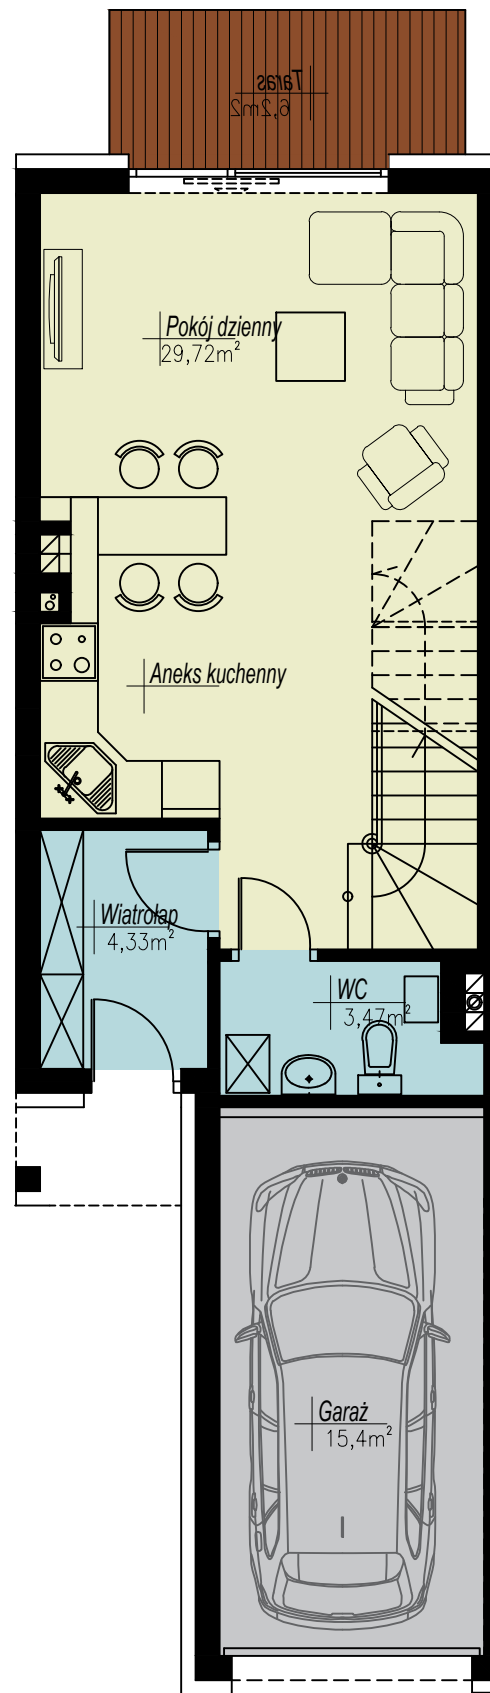 Taras
6,2m2
Pokój dzienny
29,72m²
Aneks kuchenny
Wiatrołap
4,33m²
WC
3,47m²
Garaż
15,4m²